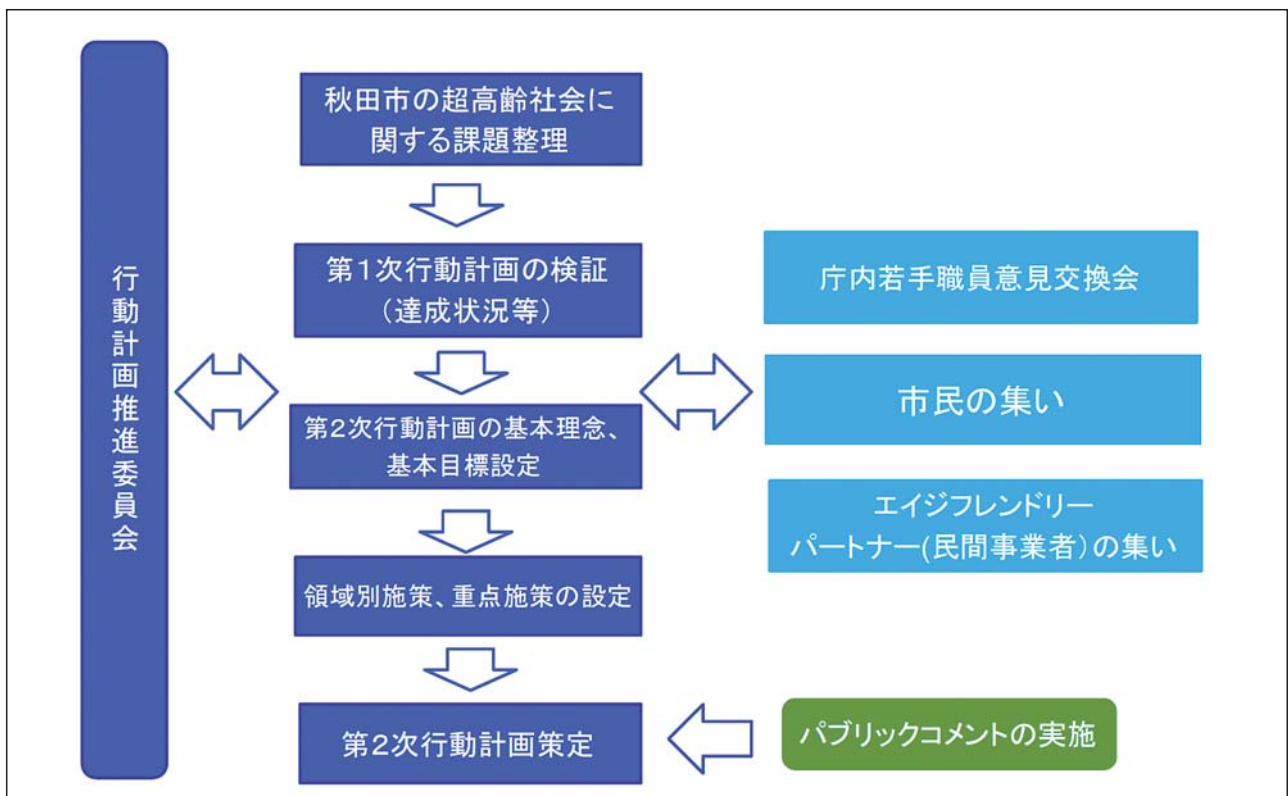 行動計画推進委員会
秋田市の超高齢社会に
関する課題整理
第１次行動計画の検証
（達成状況等）
第２次行動計画の基本理念、
基本目標設定
領域別施策、重点施策の設定
第２次行動計画策定
庁内若手職員意見交換会
市民の集い
エイジフレンドリー
パートナー(民間事業者）の集い
パブリックコメントの実施